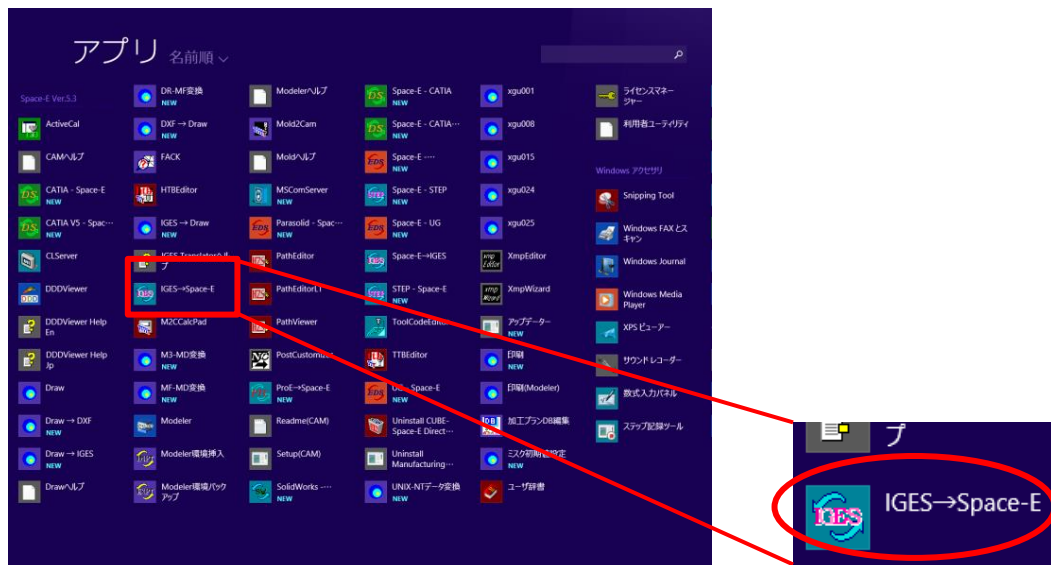 アプリ 名前順
Space-E Ver.5.3
ActiveCal
CAMヘルプ
CATIA - Space-E
NEW
CATIA V5 - Spac…
NEW
CLServer
DDDViewer
DDDViewer Help
En
DDDViewer Help
Jp
Draw
Draw → DXF
NEW
Draw → IGES
NEW
Drawヘルプ
DR-MF変換
NEW
DXF → Draw
NEW
FACK
HTBEditor
IGES → Draw
NEW
IGES Translatorヘル
プ
IGES→Space-E
M2CCalcPad
M3-MD変換
NEW
MF-MD変換
NEW
Modeler
Modeler環境挿入
Modeler環境バック
アップ
Modelerヘルプ
Mold2Cam
Moldヘルプ
MSComServer
NEW
Parasolid - Spac…
NEW
PathEditor
PathEditorLT
PathViewer
PostCustomizer
ProE→Space-E
NEW
Readme(CAM)
Setup(CAM)
SolidWorks -…
NEW
Space-E - CATIA
NEW
Space-E - CATIA…
NEW
Space-E -…
NEW
Space-E - STEP
NEW
Space-E - UG
NEW
Space-E→IGES
STEP - Space-E
NEW
ToolCodeEditor
TTBEditor
UG - Space-E
NEW
Uninstall CUBE-
Space-E Direct…
Uninstall
Manufacturing…
UNIX-NTデータ変換
NEW
xgu001
xgu008
xgu015
xgu024
xgu025
XmpEditor
XmpWizard
アップデーター
NEW
印刷
NEW
印刷(Modeler)
加工プランDB編集
ミスク初期値設定
NEW
ユーザ辞書
ライセンスマネー
ジャー
利用者ユーティリティ
Windows アクセサリ
Snipping Tool
Windows FAX とス
キャン
Windows Journal
Windows Media
Player
XPS ビューアー
サウンド レコーダー
数式入力パネル
ステップ記録ツール
プ
IGES
IGES→Space-E